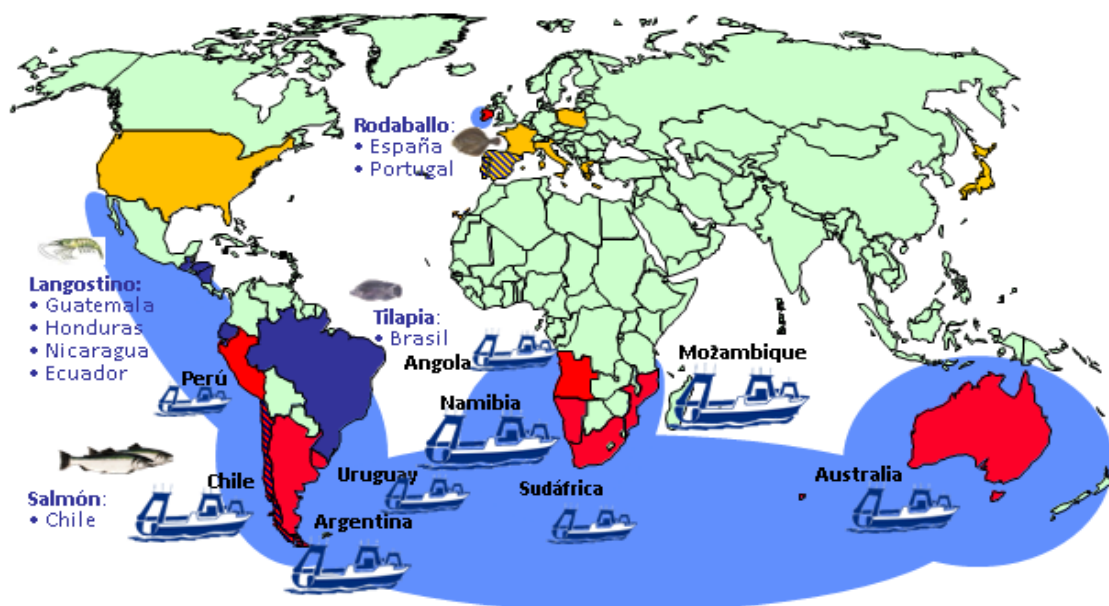 Rodaballo:
• España
• Portugal
Langostino:
• Guatemala
• Honduras
• Nicaragua
• Ecuador
Tilapia:
• Brasil
Perú
Angola
Mozambique
Namibia
Salmón:
• Chile
Chile
Uruguay
Sudáfrica
Australia
Argentina